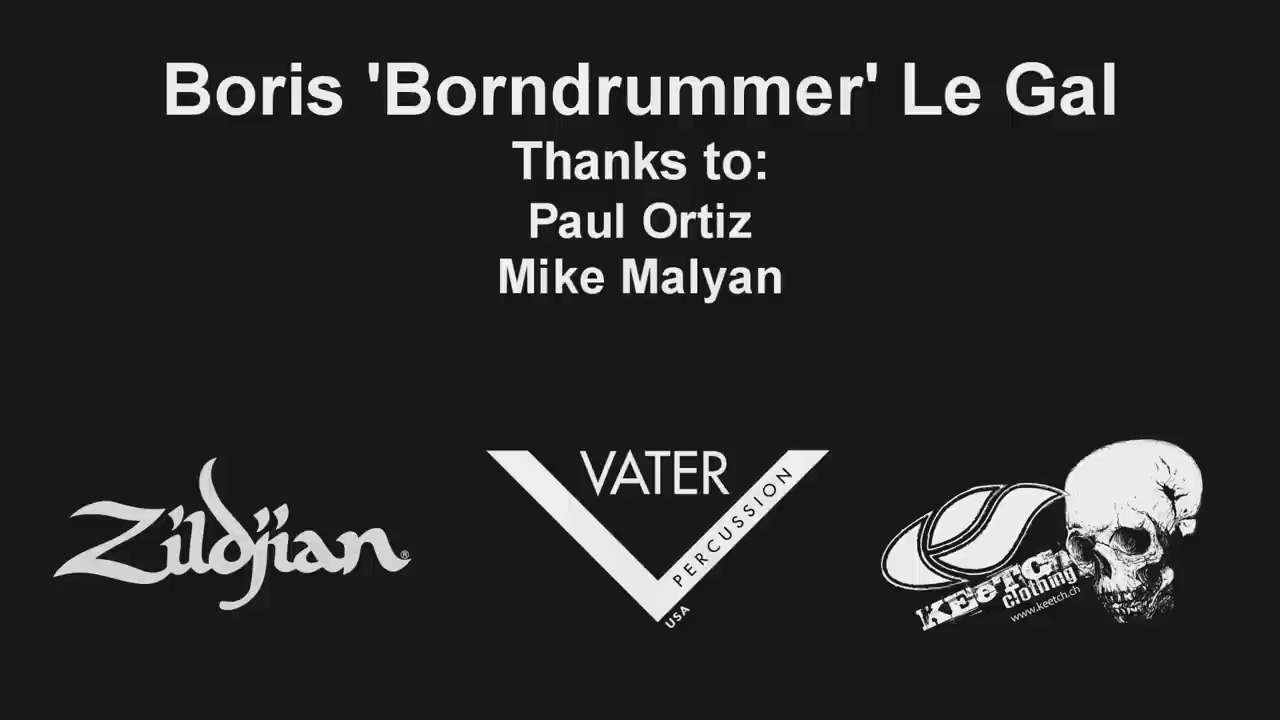 Boris 'Borndrummer' Le Gal
Thanks to:
Paul Ortiz
Mike Malyan
Zildjian®
VATER
PERCUSSION
USA
KEETCH
clothing
www.keetch.ch